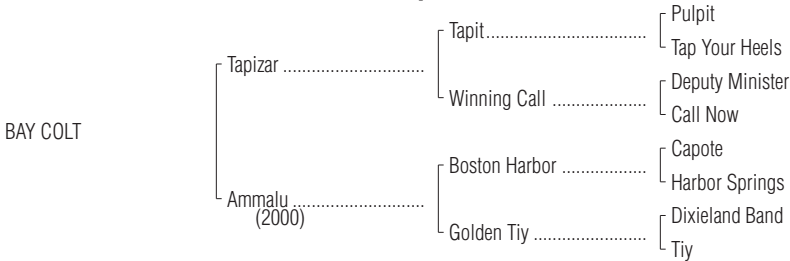 Pulpit
Tapit................................
Tap Your Heels
Tapizar ............................
Deputy Minister
Winning Call ...................
Call Now
BAY COLT
Capote
Boston Harbor .................
Harbor Springs
Ammalu ..........................
(2000)
Dixieland Band
Golden Tiy ......................
Tiy